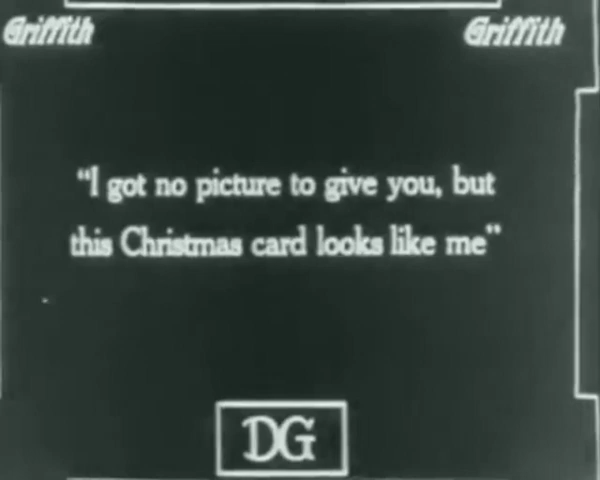 Griffith Griffith
"I got no picture to give you, but
this Christmas card looks like me"
DG